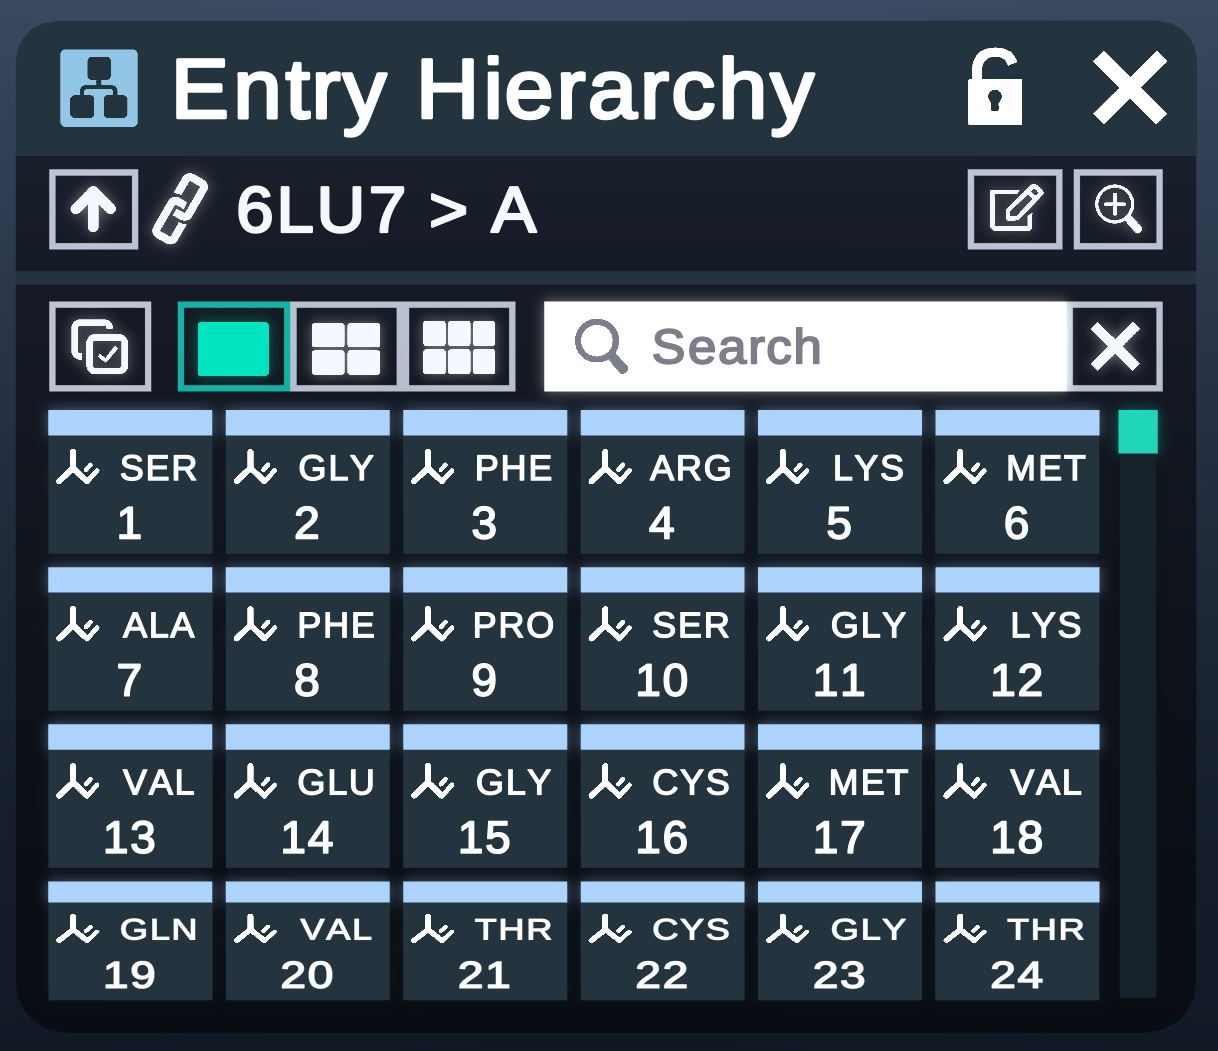 Entry Hierarchy
6LU7 > A
Search
SER GLY PHE ARG LYS MET
1 2 3 4 5 6
ALA PHE PRO SER GLY LYS
7 8 9 10 11 12
VAL GLU GLY CYS MET VAL
13 14 15 16 17 18
GLN VAL THR CYS GLY THR
19 20 21 22 23 24